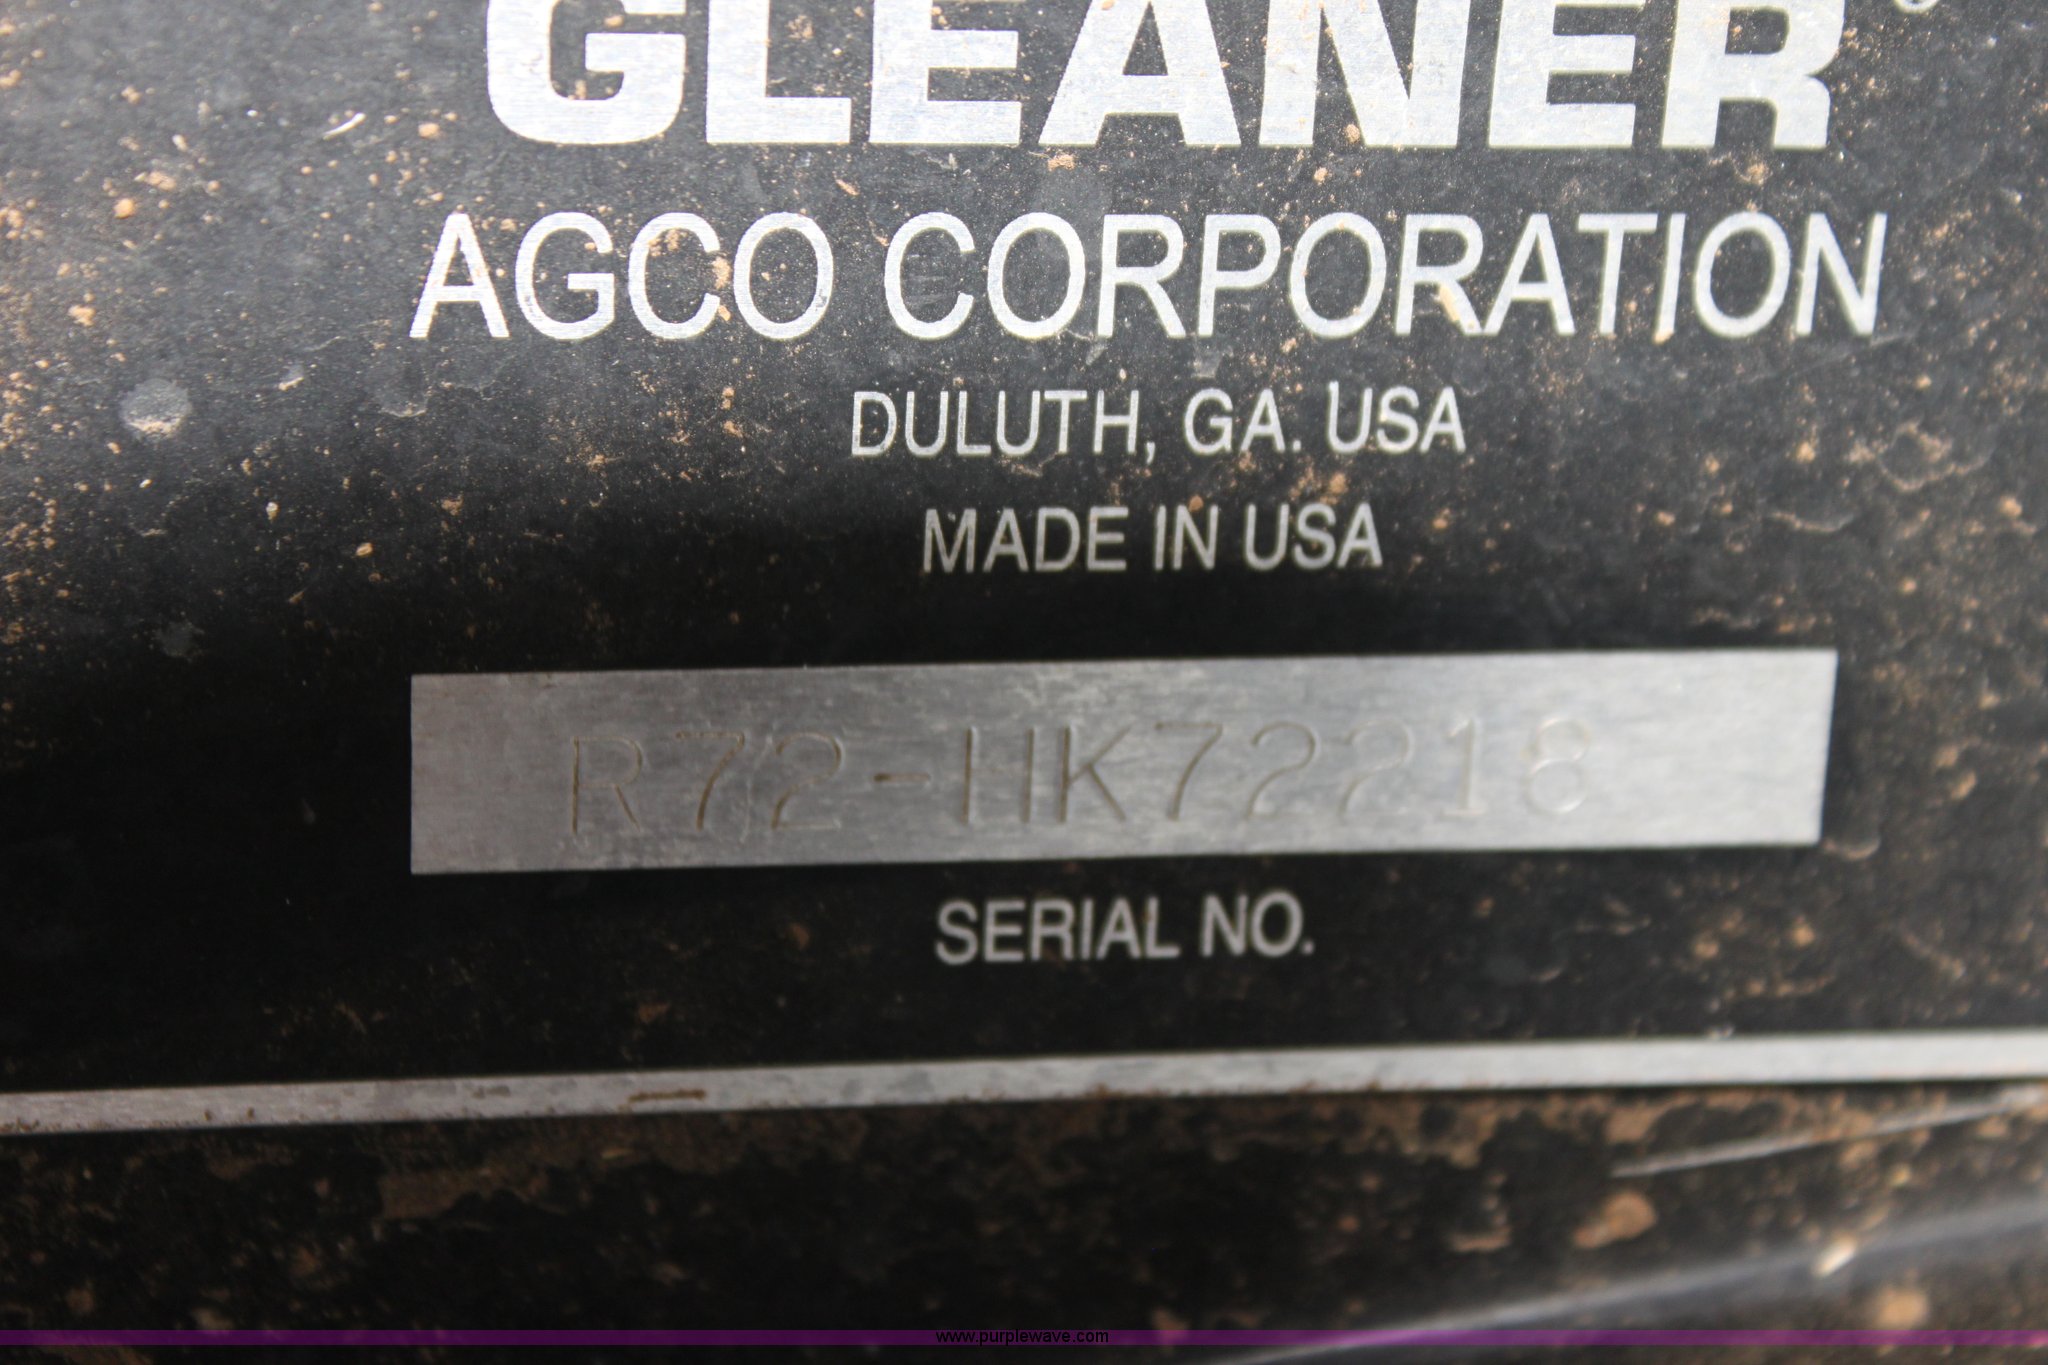 GLEANER®
AGCO CORPORATION
DULUTH, GA. USA
MADE IN USA
R72-HK72218
SERIAL NO.
www.purplewave.com